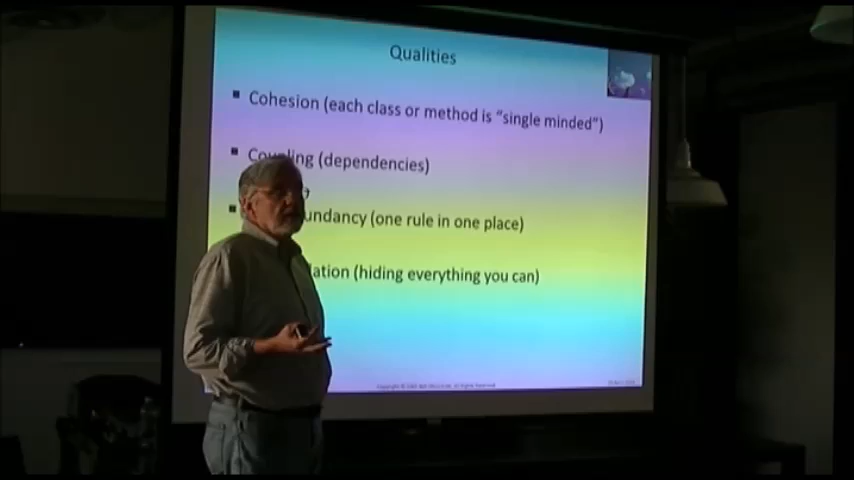 Qualities
Cohesion (each class or method is "single minded")
Coupling (dependencies)
undancy (one rule in one place)
lation (hiding everything you can)